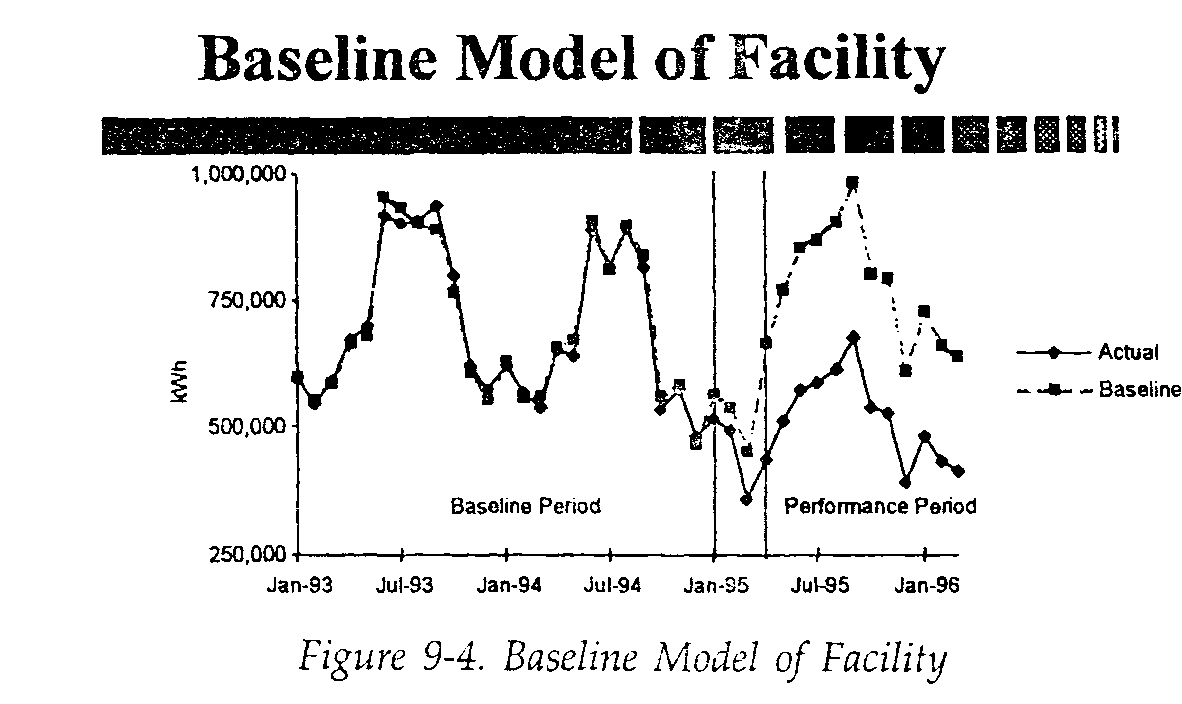 Baseline Model of Facility
1,000,000
750,000
500,000
250,000
kWh
Baseline Period
Performance Period
Actual
Baseline
Jan-93 Jul-93 Jan-94 Jul-94 Jan-95 Jul-95 Jan-96
Figure 9-4. Baseline Model of Facility